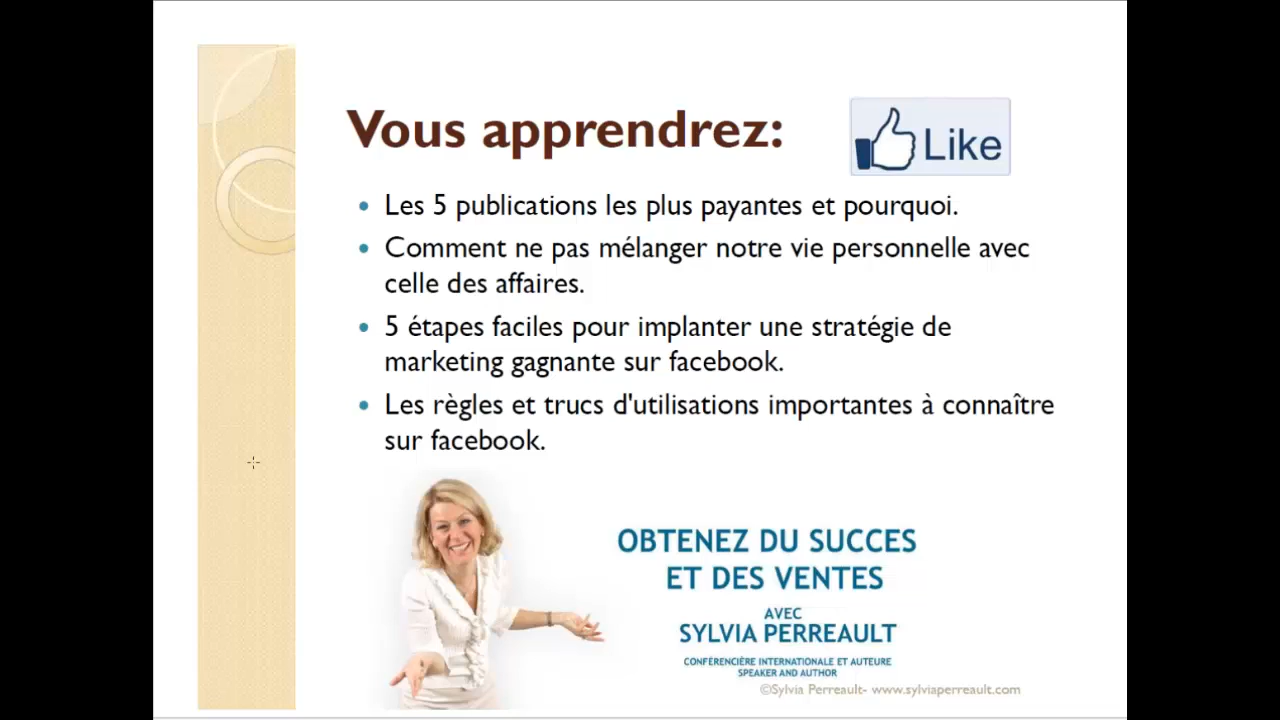 Vous apprendrez:
Like
Les 5 publications les plus payantes et pourquoi.
Comment ne pas mélanger notre vie personnelle avec
celle des affaires.
5 étapes faciles pour implanter une stratégie de
marketing gagnante sur facebook.
Les règles et trucs d'utilisations importantes à connaître
sur facebook.
OBTENEZ DU SUCCES
ET DES VENTES
AVEC
SYLVIA PERREAULT
CONFÉRENCIÈRE INTERNATIONALE ET AUTEURE
SPEAKER AND AUTHOR
©Sylvia Perreault- www.sylviaperreault.com